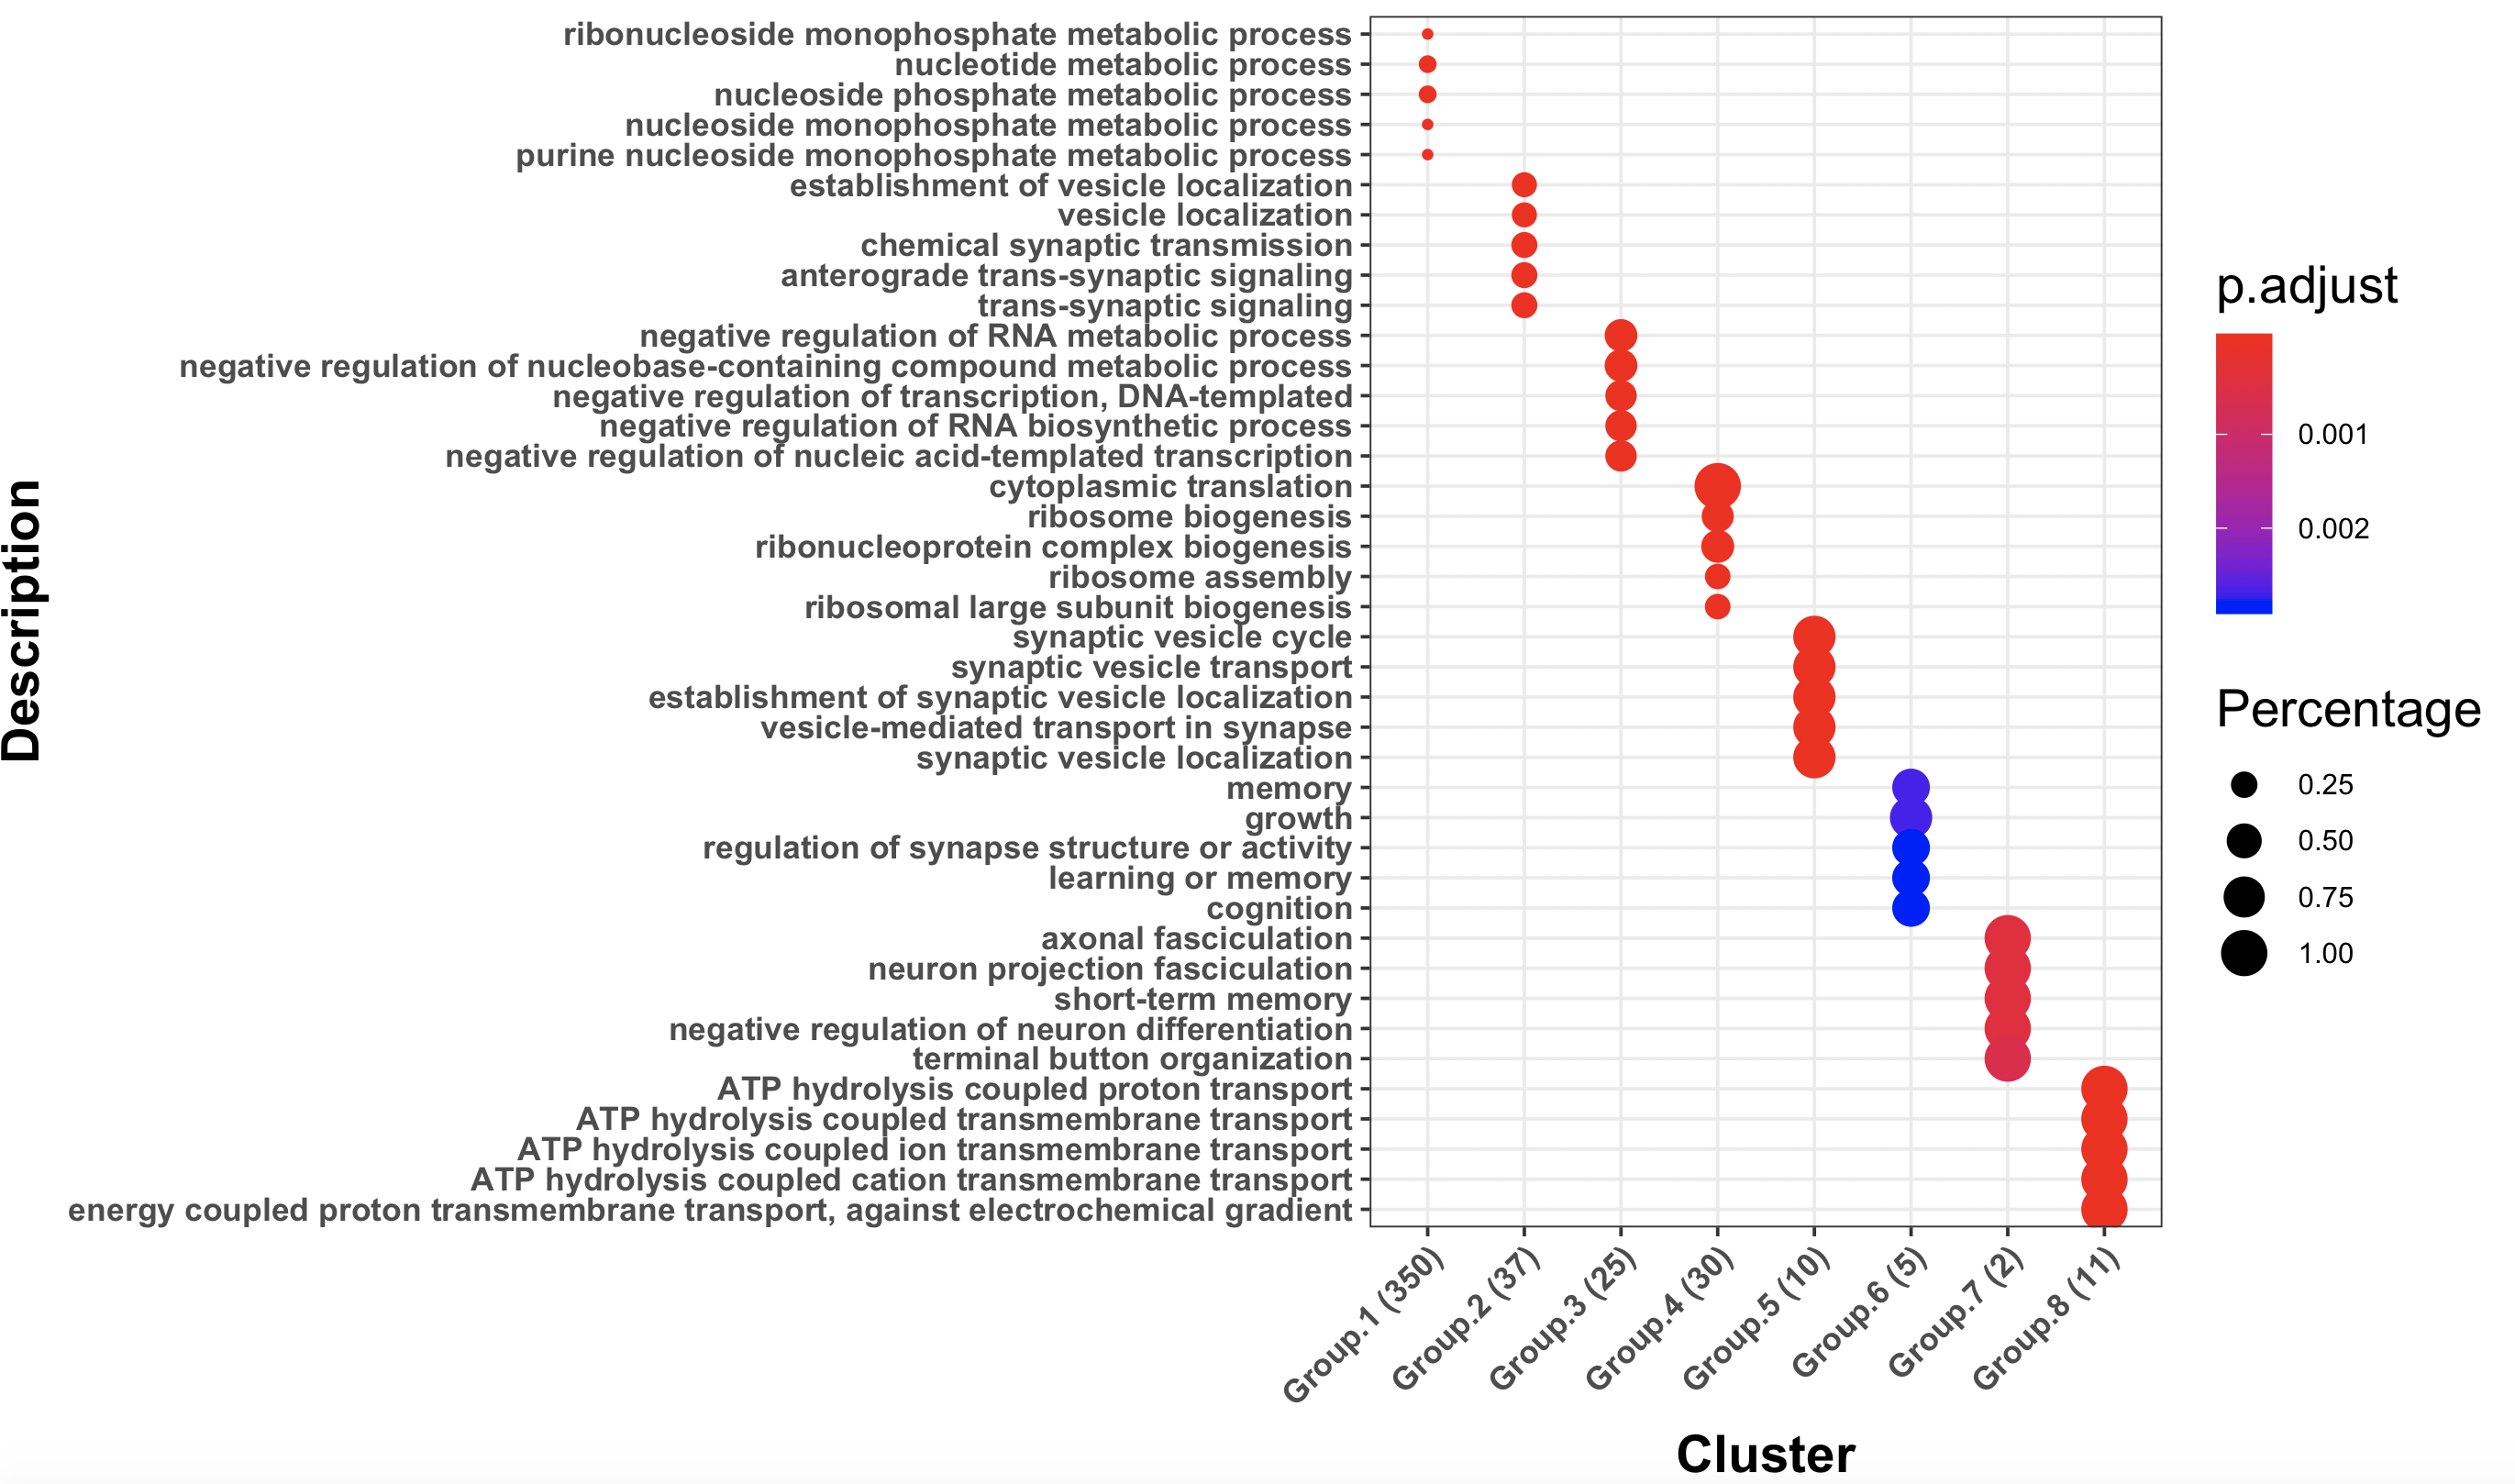 ribonucleoside monophosphate metabolic process
nucleotide metabolic process
nucleoside phosphate metabolic process
nucleoside monophosphate metabolic process
purine nucleoside monophosphate metabolic process
establishment of vesicle localization
vesicle localization
chemical synaptic transmission
anterograde trans-synaptic signaling
trans-synaptic signaling
negative regulation of RNA metabolic process
negative regulation of nucleobase-containing compound metabolic process
negative regulation of transcription, DNA-templated
negative regulation of RNA biosynthetic process
negative regulation of nucleic acid-templated transcription
cytoplasmic translation
ribosome biogenesis
ribonucleoprotein complex biogenesis
ribosome assembly
ribosomal large subunit biogenesis
synaptic vesicle cycle
synaptic vesicle transport
establishment of synaptic vesicle localization
vesicle-mediated transport in synapse
synaptic vesicle localization
memory
growth
regulation of synapse structure or activity
learning or memory
cognition
axonal fasciculation
neuron projection fasciculation
short-term memory
negative regulation of neuron differentiation
terminal button organization
ATP hydrolysis coupled proton transport
ATP hydrolysis coupled transmembrane transport
ATP hydrolysis coupled ion transmembrane transport
ATP hydrolysis coupled cation transmembrane transport
energy coupled proton transmembrane transport, against electrochemical gradient
Description
Group.1 (350)
Group.2 (37)
Group.3 (25)
Group.4 (30)
Group.5 (10)
Group.6 (5)
Group.7 (2)
Group.8 (11)
Cluster
p.adjust
0.001
0.002
Percentage
0.25
0.50
0.75
1.00